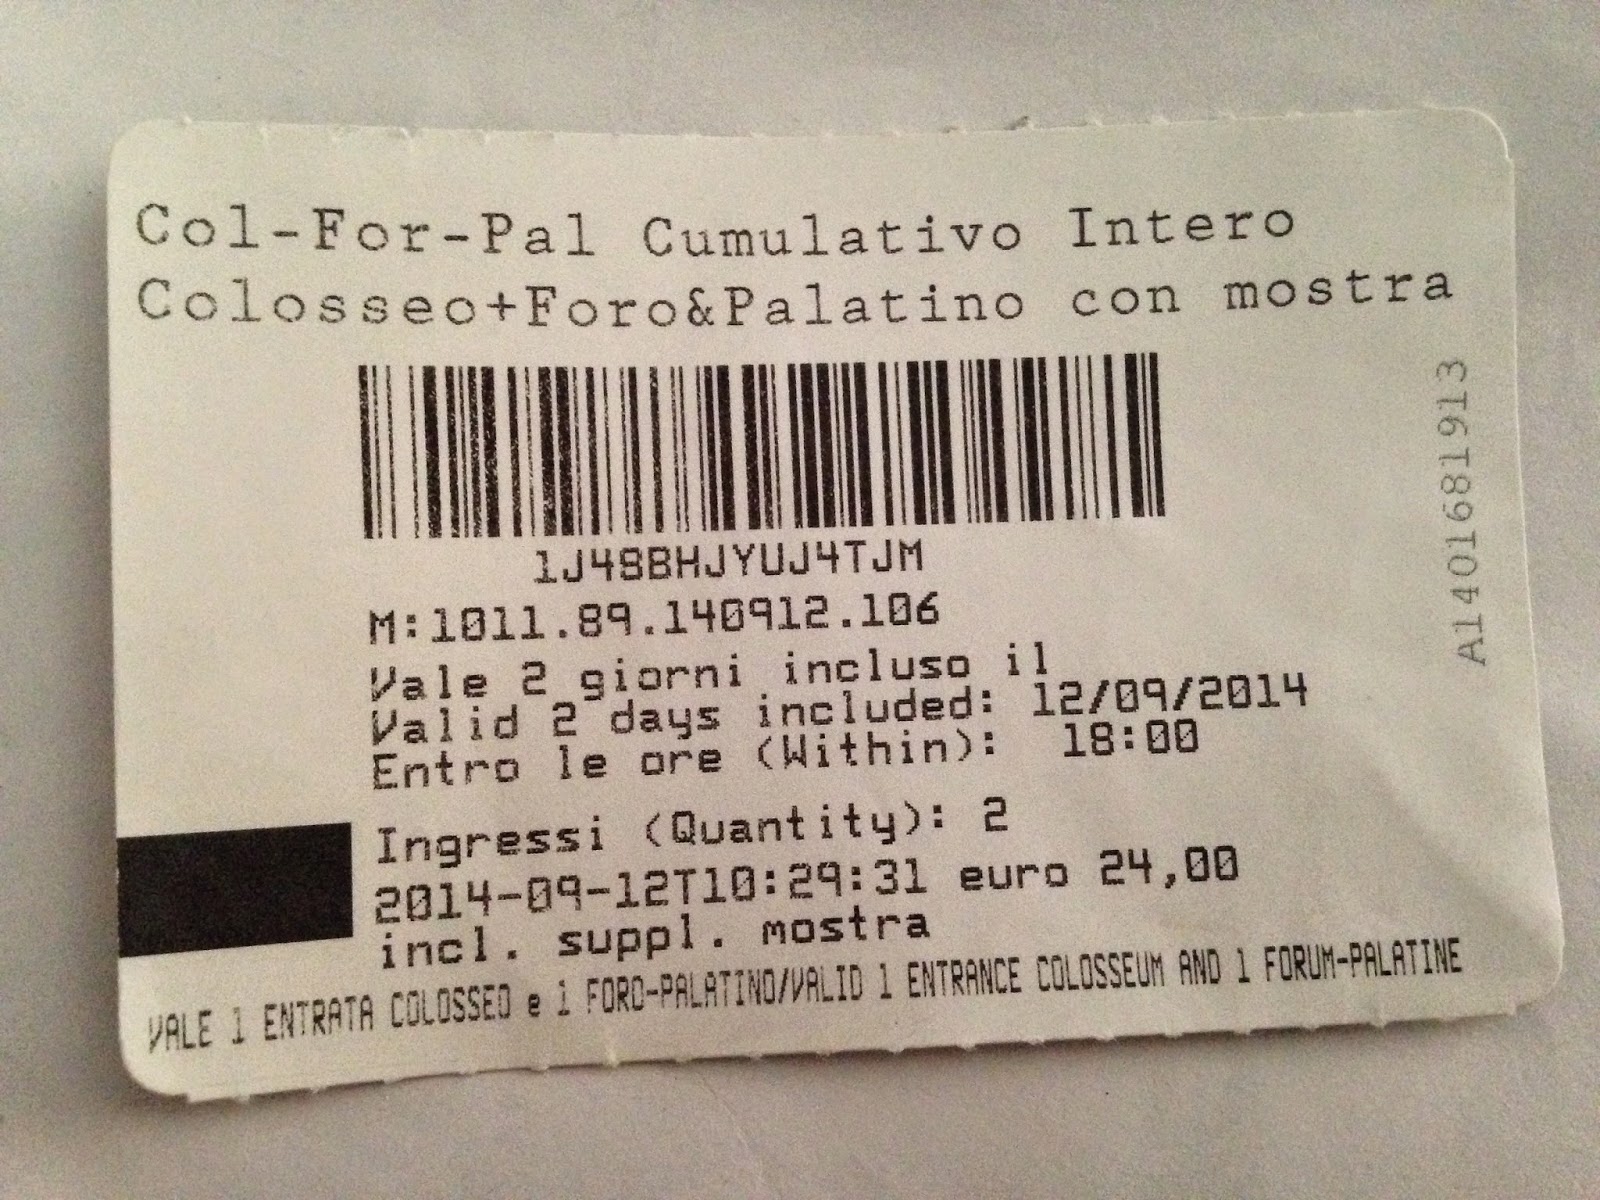 Col-For-Pal Cumulativo Intero
Colosseo+Foro&Palatino con mostra
1J4SBHJYUJ4TJM
M:1011.89.140912.106
Vale 2 giorni incluso il
Valid 2 days included: 12/09/2014
Entro le ore (Within): 18:00
Ingressi (Quantity): 2
2014-09-12T10:29:31 euro 24,00
incl. suppl. mostra
VALE 1 ENTRATA COLOSSEO e 1 FORO-PALATINO/VALID 1 ENTRANCE COLOSSEUM AND 1 FORUM-PALATINE
A1401681913